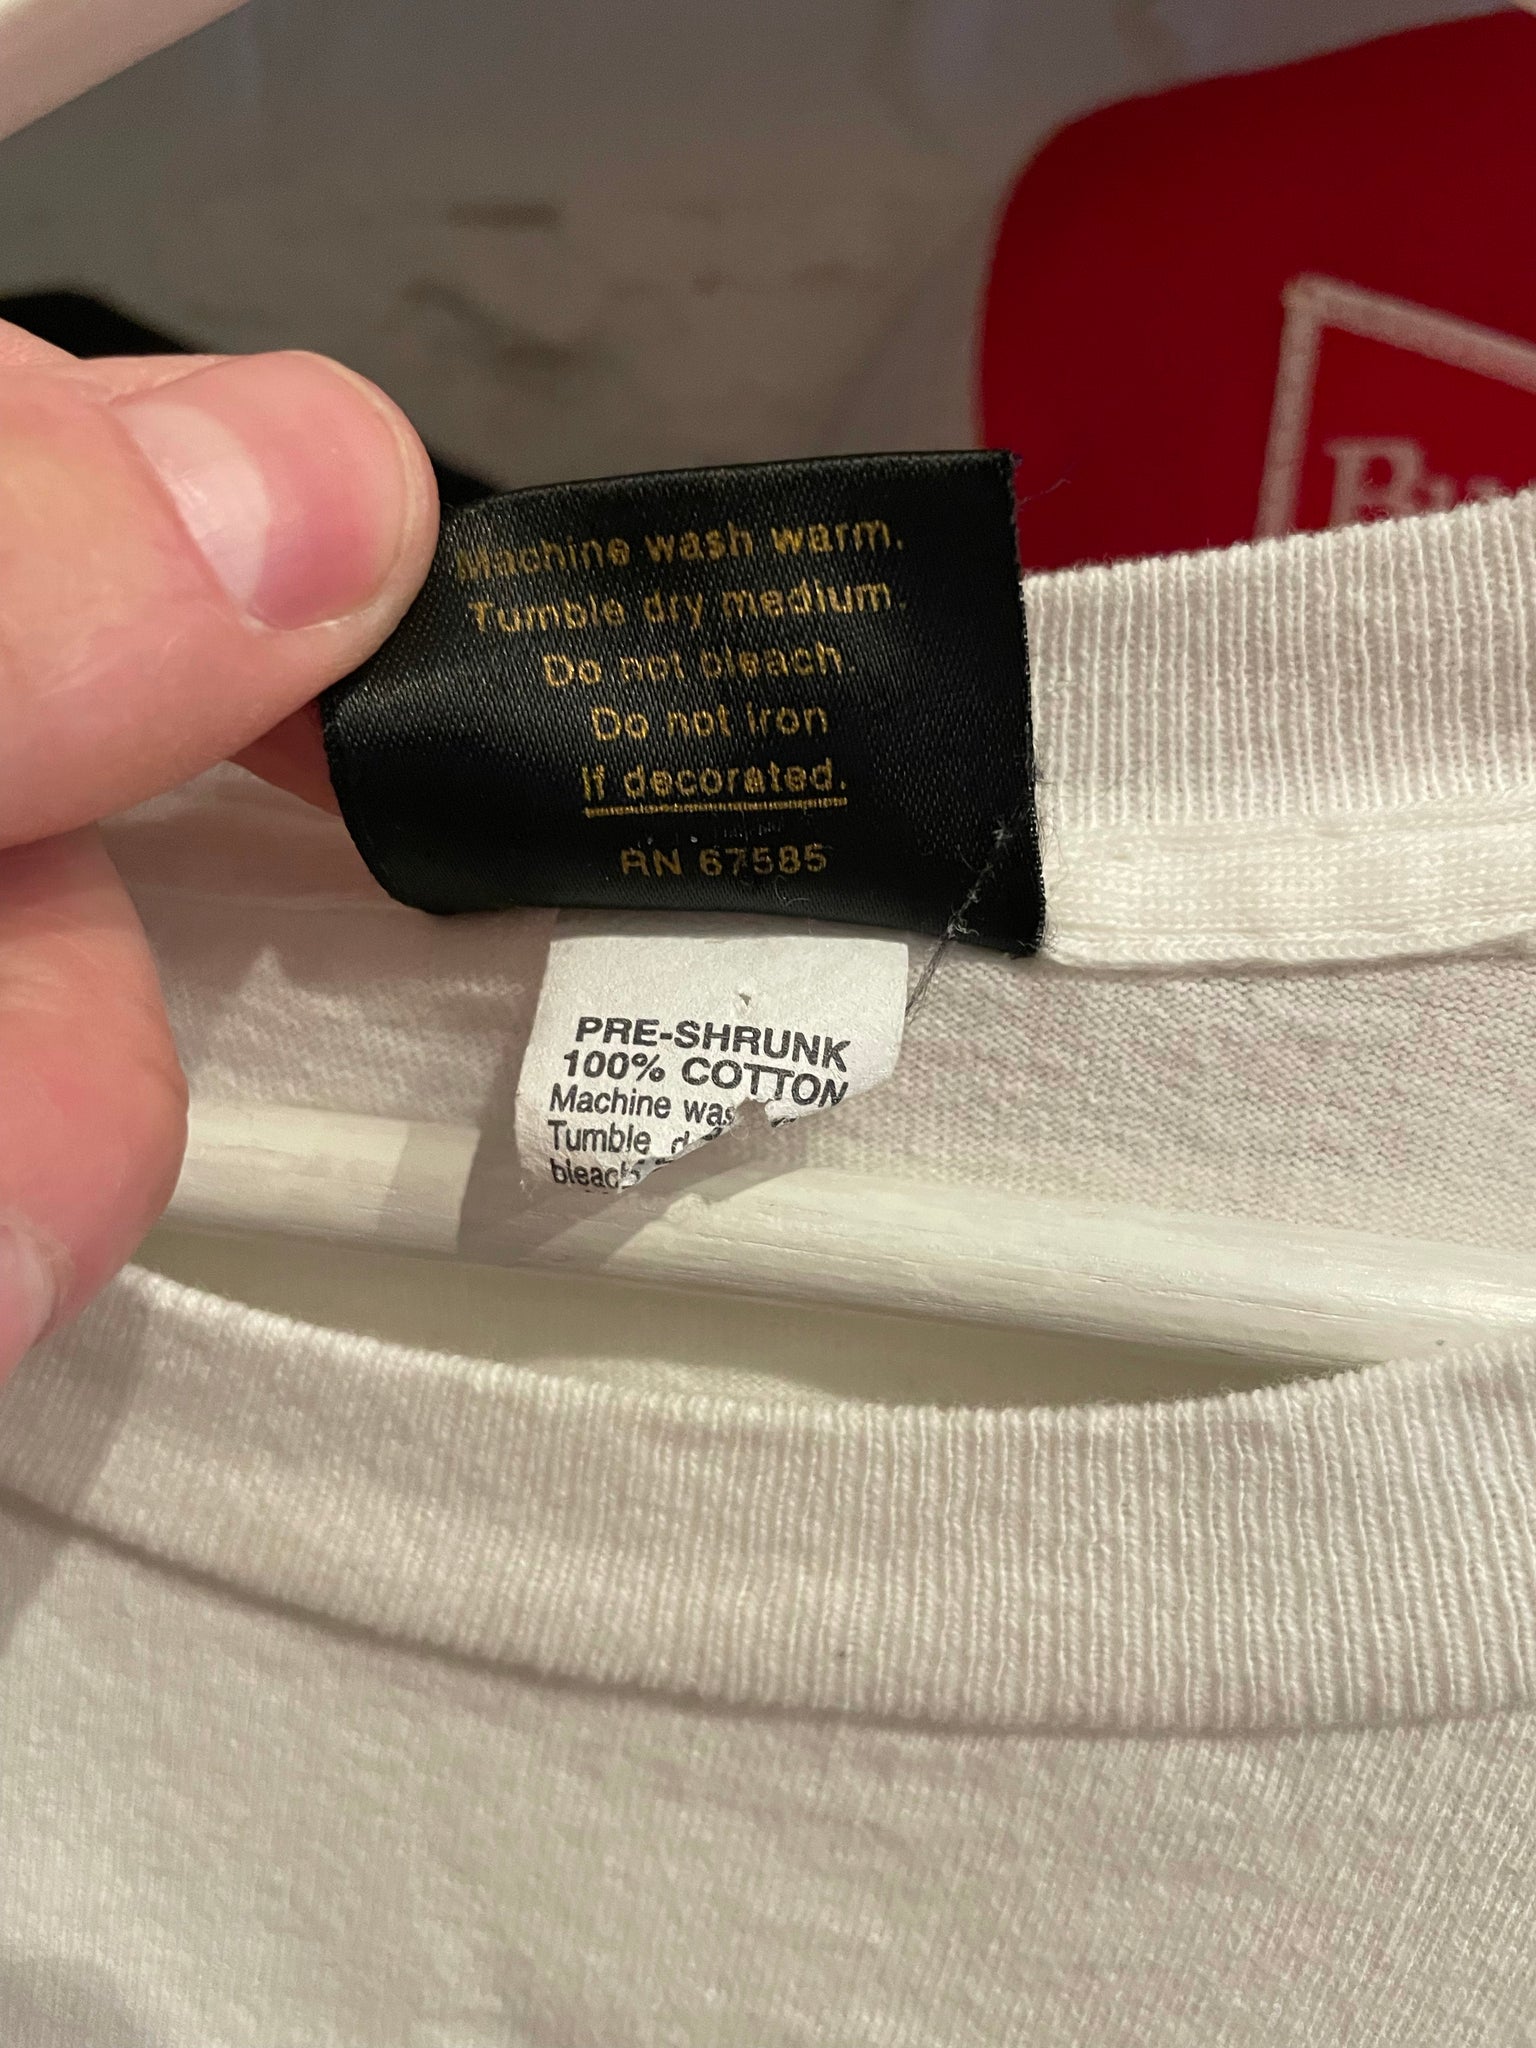 Machine wash warm.
Tumble dry medium.
Do not bleach.
Do not iron
If decorated.
RN 67585
PRE-SHRUNK
100% COTTON
Machine
Tumble